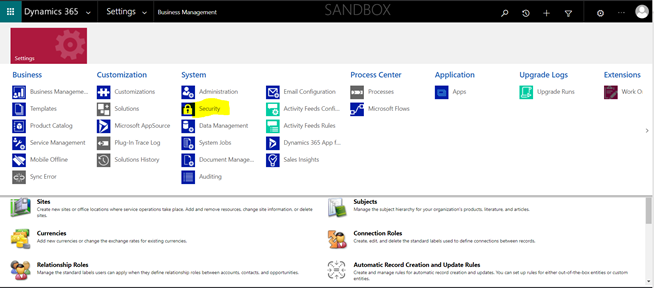 Dynamics 365 Settings Business Management SANDBOX
Settings
Business Customization System Process Center Application Upgrade Logs Extensions
Business Manageme... Customizations Administration Email Configuration Processes Apps Upgrade Runs Work O
Templates Solutions Security Activity Feeds Confi... Microsoft Flows
Product Catalog Microsoft AppSource Data Management Activity Feeds Rules
Service Management Plug-In Trace Log System Jobs Dynamics 365 App f...
Mobile Offline Solutions History Document Manage... Sales Insights
Sync Error Auditing
Sites Subjects
Create new sites or office locations where service operations take place. Add and remove resources, change site information, or delete Manage the subject hierarchy for your organization's products, literature, and articles.
sites.
Currencies Connection Roles
Add new currencies or change the exchange rates for existing currencies. Create, edit, and delete the standard labels used to define connections between records.
Relationship Roles Automatic Record Creation and Update Rules
Manage the standard labels users can apply when they define relationship roles between accounts, contacts, and opportunities. Create and manage rules for automatic record creation and updates. You can set up rules for either out-of-the-box entities or custom
entities.